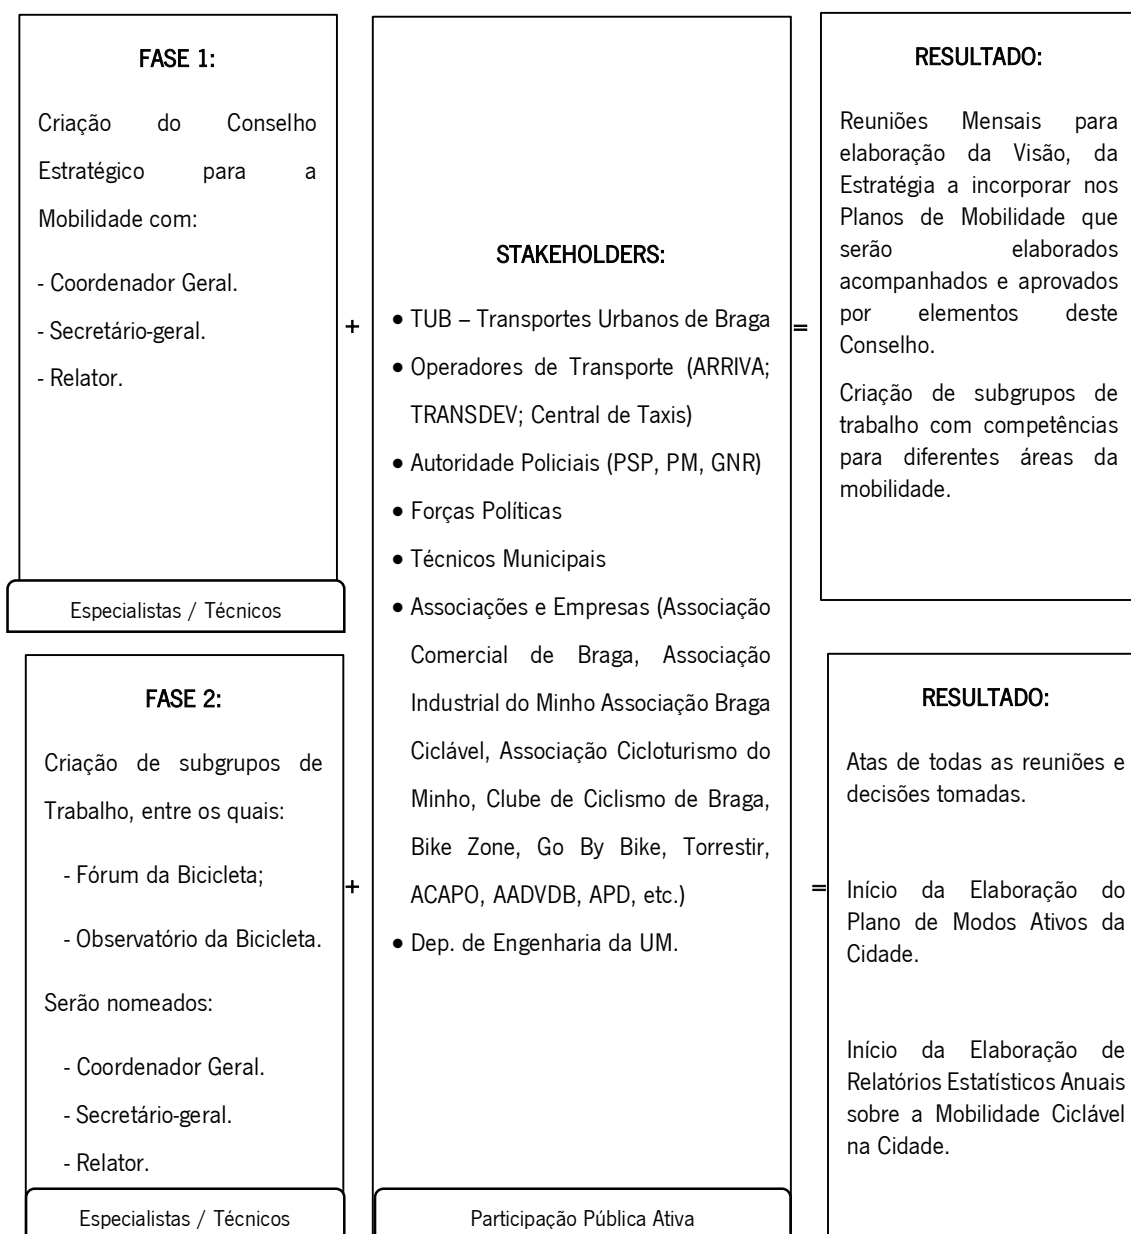 FASE 1:
Criação do Conselho
Estratégico para a
Mobilidade com:
- Coordenador Geral.
- Secretário-geral.
- Relator.
Especialistas / Técnicos
+
STAKEHOLDERS:
• TUB – Transportes Urbanos de Braga
• Operadores de Transporte (ARRIVA;
TRANSDEV; Central de Taxis)
• Autoridade Policiais (PSP, PM, GNR)
• Forças Políticas
• Técnicos Municipais
• Associações e Empresas (Associação
Comercial de Braga, Associação
Industrial do Minho Associação Braga
Ciclável, Associação Cicloturismo do
Minho, Clube de Ciclismo de Braga,
Bike Zone, Go By Bike, Torrestir,
ACAPO, AADVDB, APD, etc.)
• Dep. de Engenharia da UM.
Participação Pública Ativa
=
RESULTADO:
Reuniões Mensais para
elaboração da Visão, da
Estratégia a incorporar nos
Planos de Mobilidade que
serão elaborados
acompanhados e aprovados
por elementos deste
Conselho.
Criação de subgrupos de
trabalho com competências
para diferentes áreas da
mobilidade.
FASE 2:
Criação de subgrupos de
Trabalho, entre os quais:
- Fórum da Bicicleta;
- Observatório da Bicicleta.
Serão nomeados:
- Coordenador Geral.
- Secretário-geral.
- Relator.
Especialistas / Técnicos
+
=
RESULTADO:
Atas de todas as reuniões e
decisões tomadas.
Início da Elaboração do
Plano de Modos Ativos da
Cidade.
Início da Elaboração de
Relatórios Estatísticos Anuais
sobre a Mobilidade Ciclável
na Cidade.